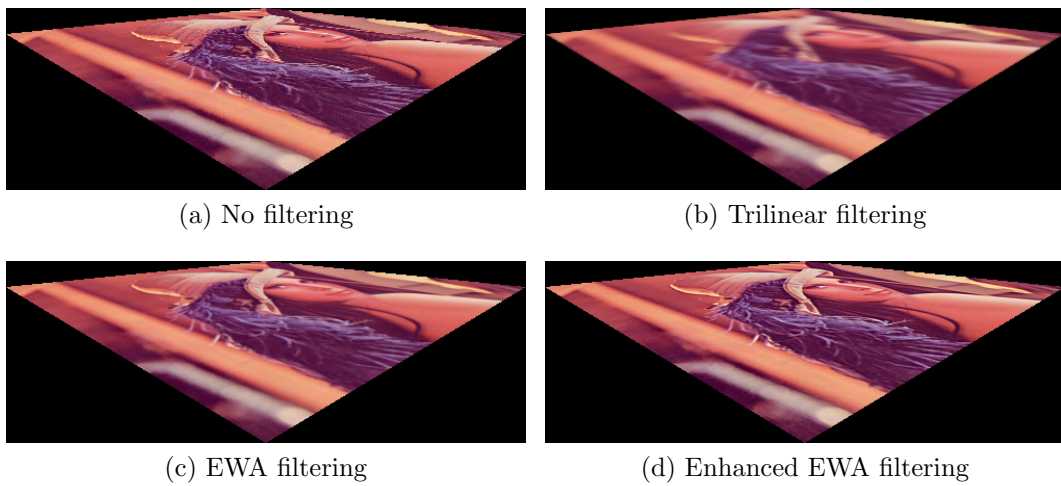 (a) No filtering
(b) Trilinear filtering
(c) EWA filtering
(d) Enhanced EWA filtering